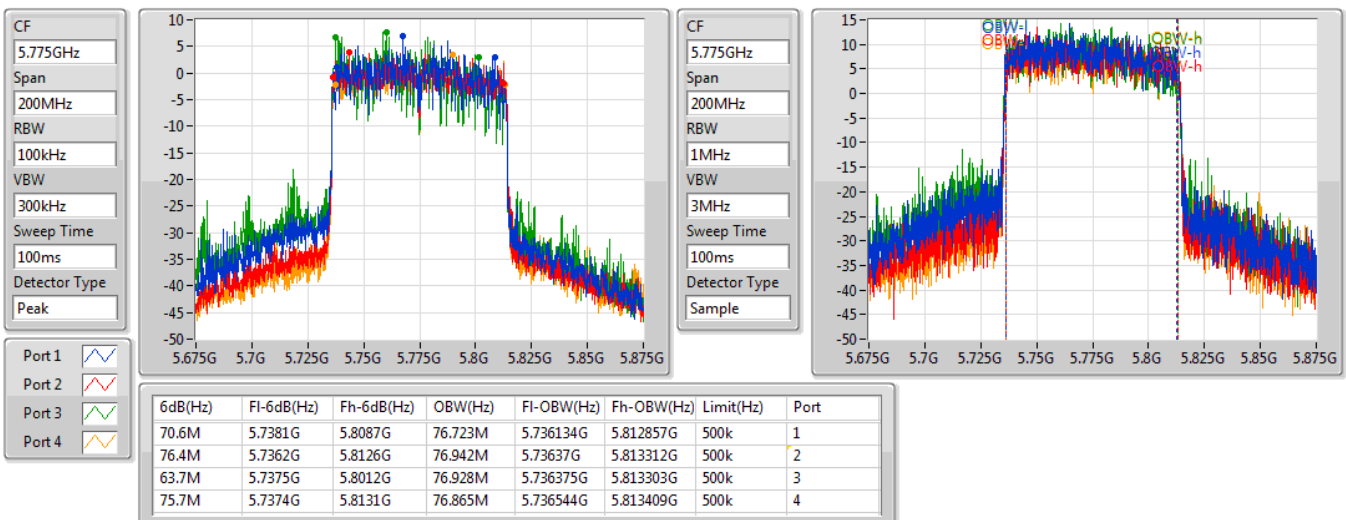 CF
5.775GHz
Span
200MHz
RBW
100kHz
VBW
300kHz
Sweep Time
100ms
Detector Type
Peak
10
5
0
-5
-10
-15
-20
-25
-30
-35
-40
-45
-50
5.675G 5.7G 5.725G 5.75G 5.775G 5.8G 5.825G 5.85G 5.875G
CF
5.775GHz
Span
200MHz
RBW
1MHz
VBW
3MHz
Sweep Time
100ms
Detector Type
Sample
15
10
5
0
-5
-10
-15
-20
-25
-30
-35
-40
-45
-50
5.675G 5.7G 5.725G 5.75G 5.775G 5.8G 5.825G 5.85G 5.875G
OBW-l
OBW-h
OBW-h
OBW-h
Port 1
Port 2
Port 3
Port 4
6dB(Hz) Fl-6dB(Hz) Fh-6dB(Hz) OBW(Hz) Fl-OBW(Hz) Fh-OBW(Hz) Limit(Hz) Port
70.6M 5.7381G 5.8087G 76.723M 5.736134G 5.812857G 500k 1
76.4M 5.7362G 5.8126G 76.942M 5.73637G 5.813312G 500k 2
63.7M 5.7375G 5.8012G 76.928M 5.736375G 5.813303G 500k 3
75.7M 5.7374G 5.8131G 76.865M 5.736544G 5.813409G 500k 4